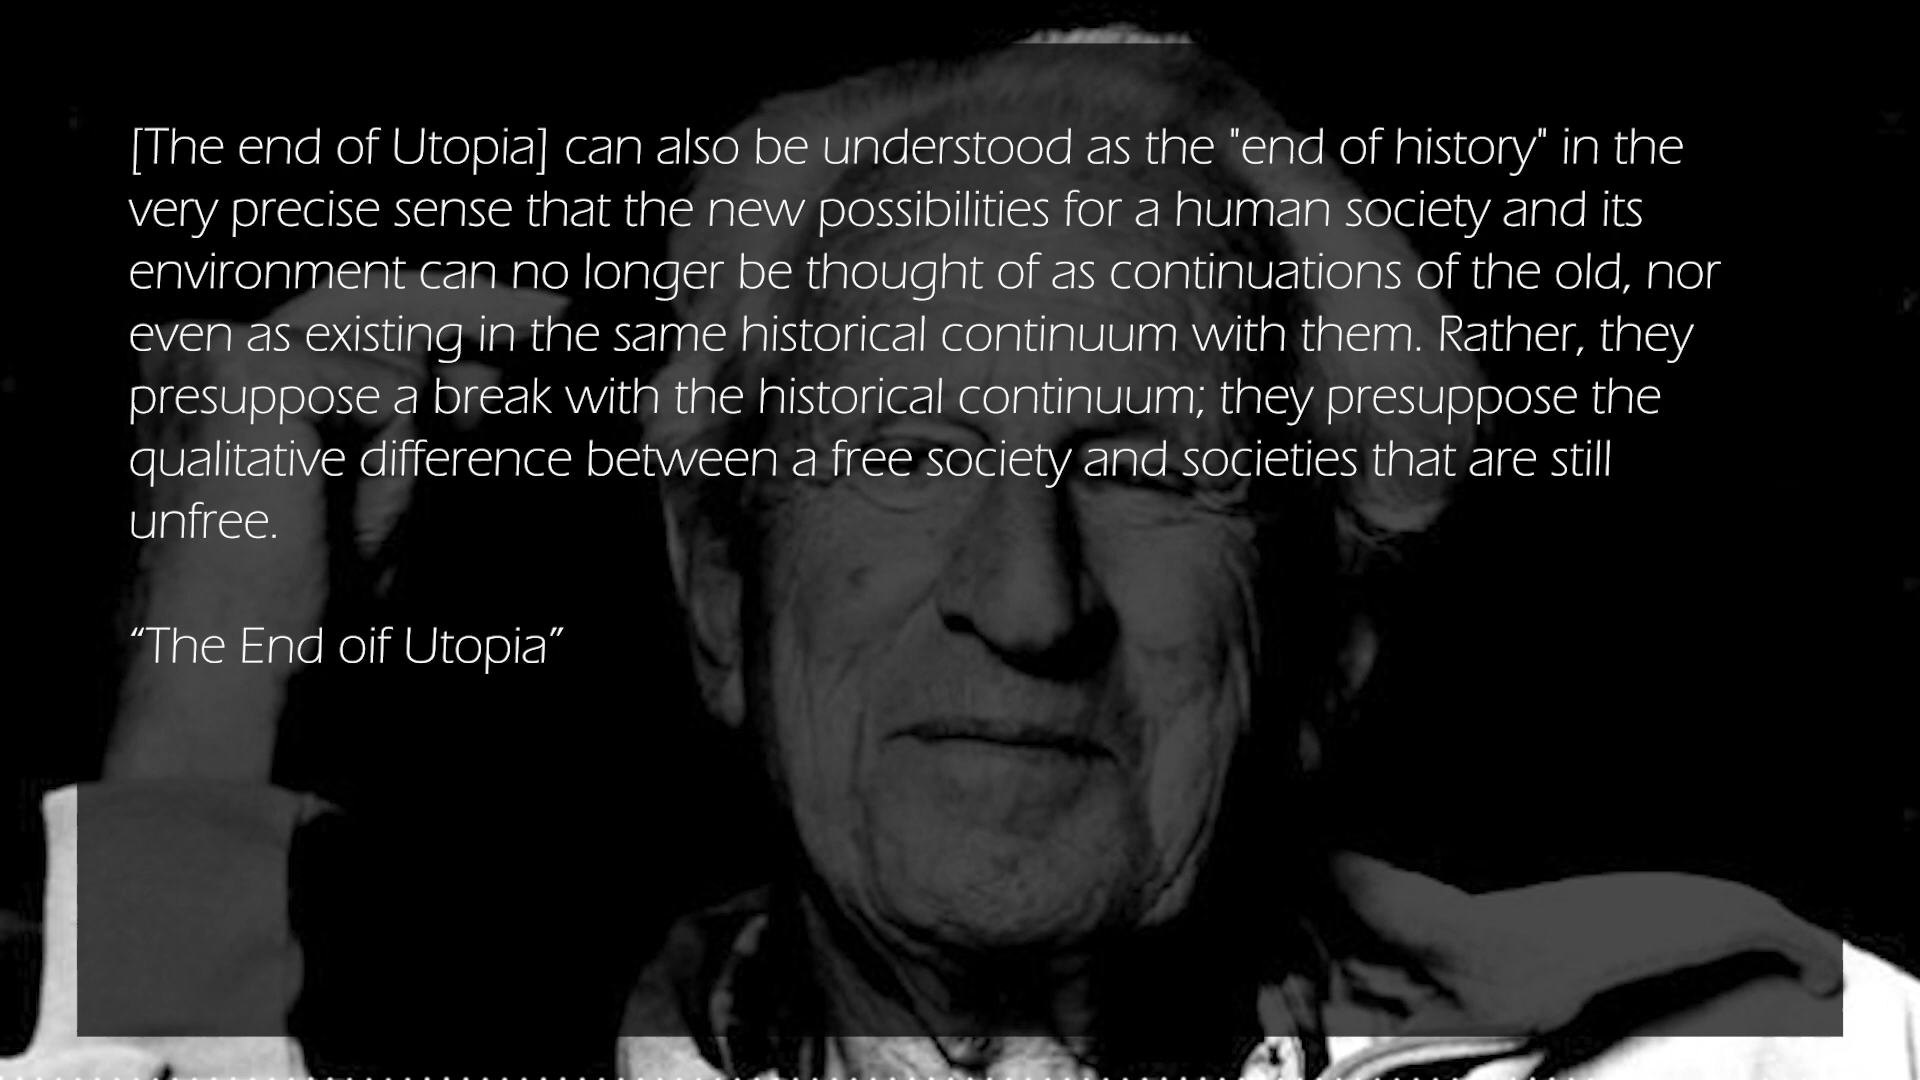 [The end of Utopia] can also be understood as the "end of history" in the
very precise sense that the new possibilities for a human society and its
environment can no longer be thought of as continuations of the old, nor
even as existing in the same historical continuum with them. Rather, they
presuppose a break with the historical continuum; they presuppose the
qualitative difference between a free society and societies that are still
unfree.
“The End oif Utopia”